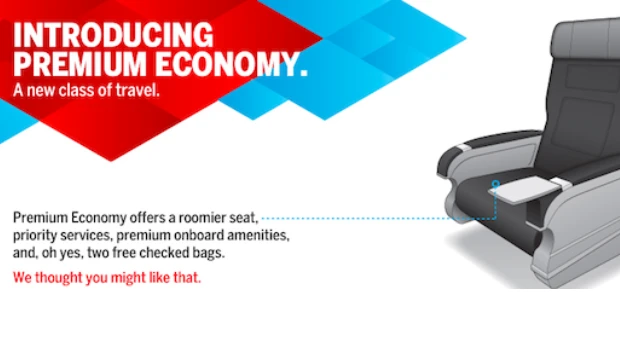 INTRODUCING
PREMIUM ECONOMY.
A new class of travel.
Premium Economy offers a roomier seat,
priority services, premium onboard amenities,
and, oh yes, two free checked bags.
We thought you might like that.